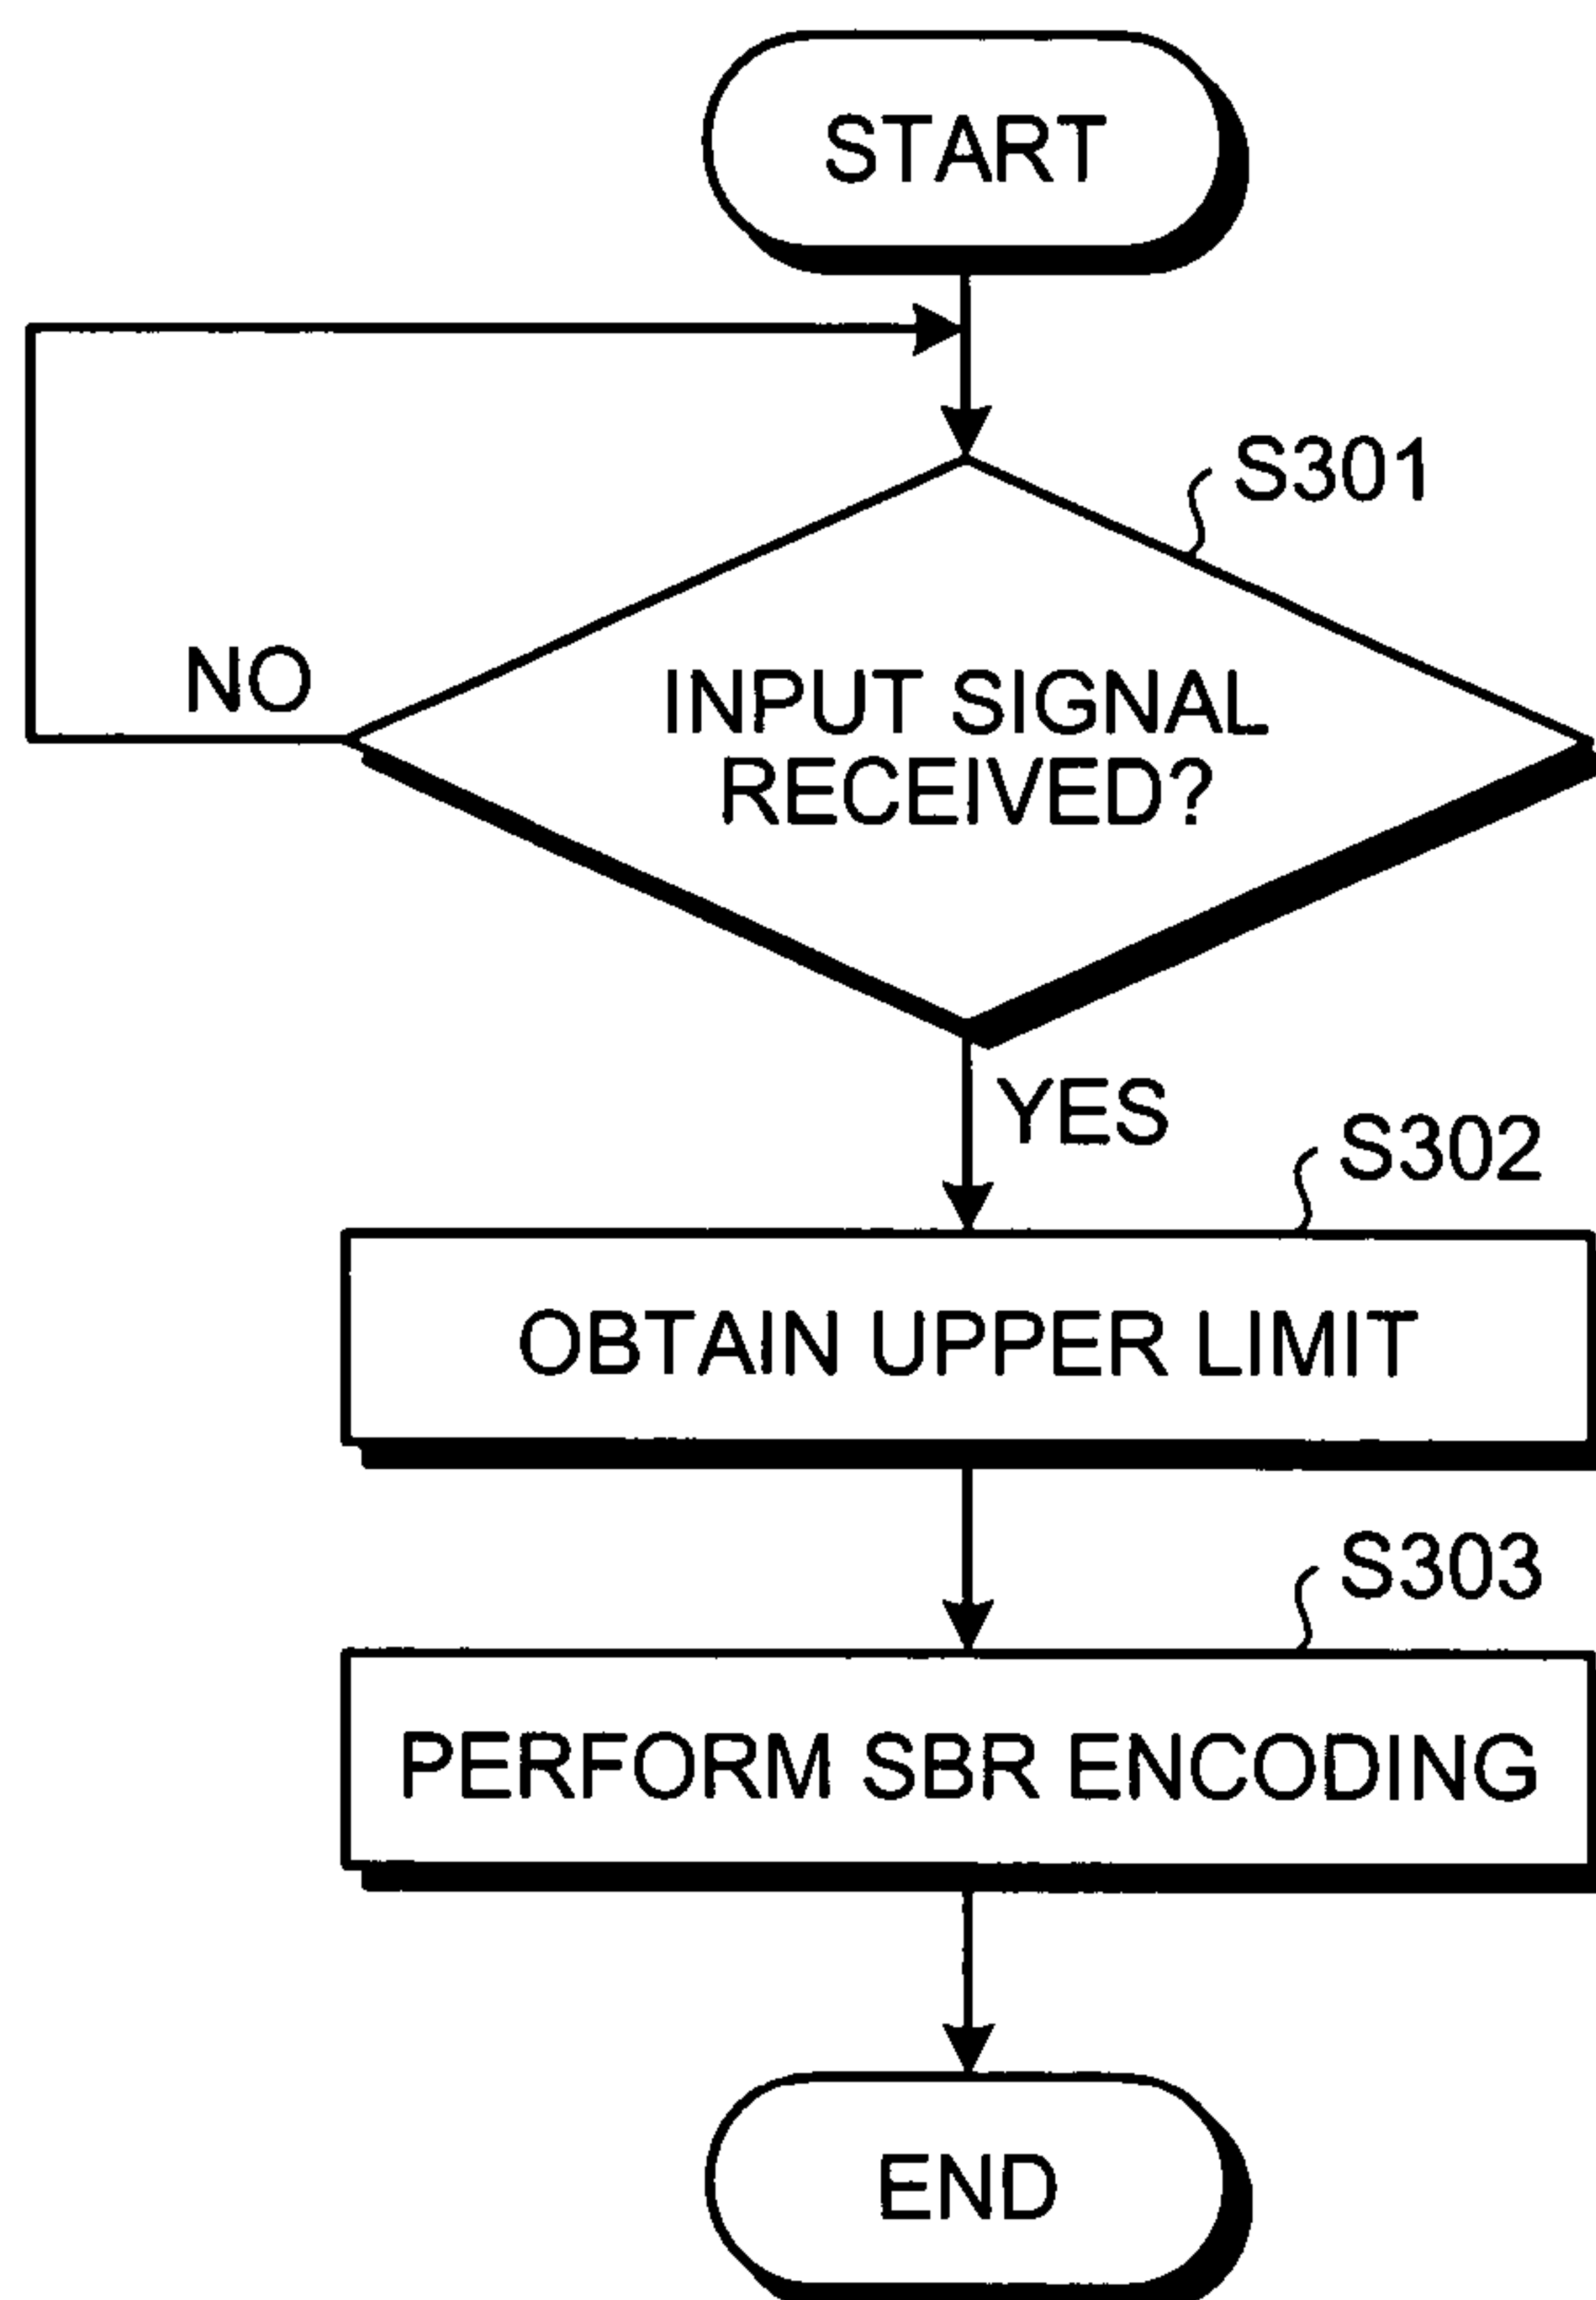 START
S301
NO
INPUT SIGNAL
RECEIVED?
YES
S302
OBTAIN UPPER LIMIT
S303
PERFORM SBR ENCODING
END